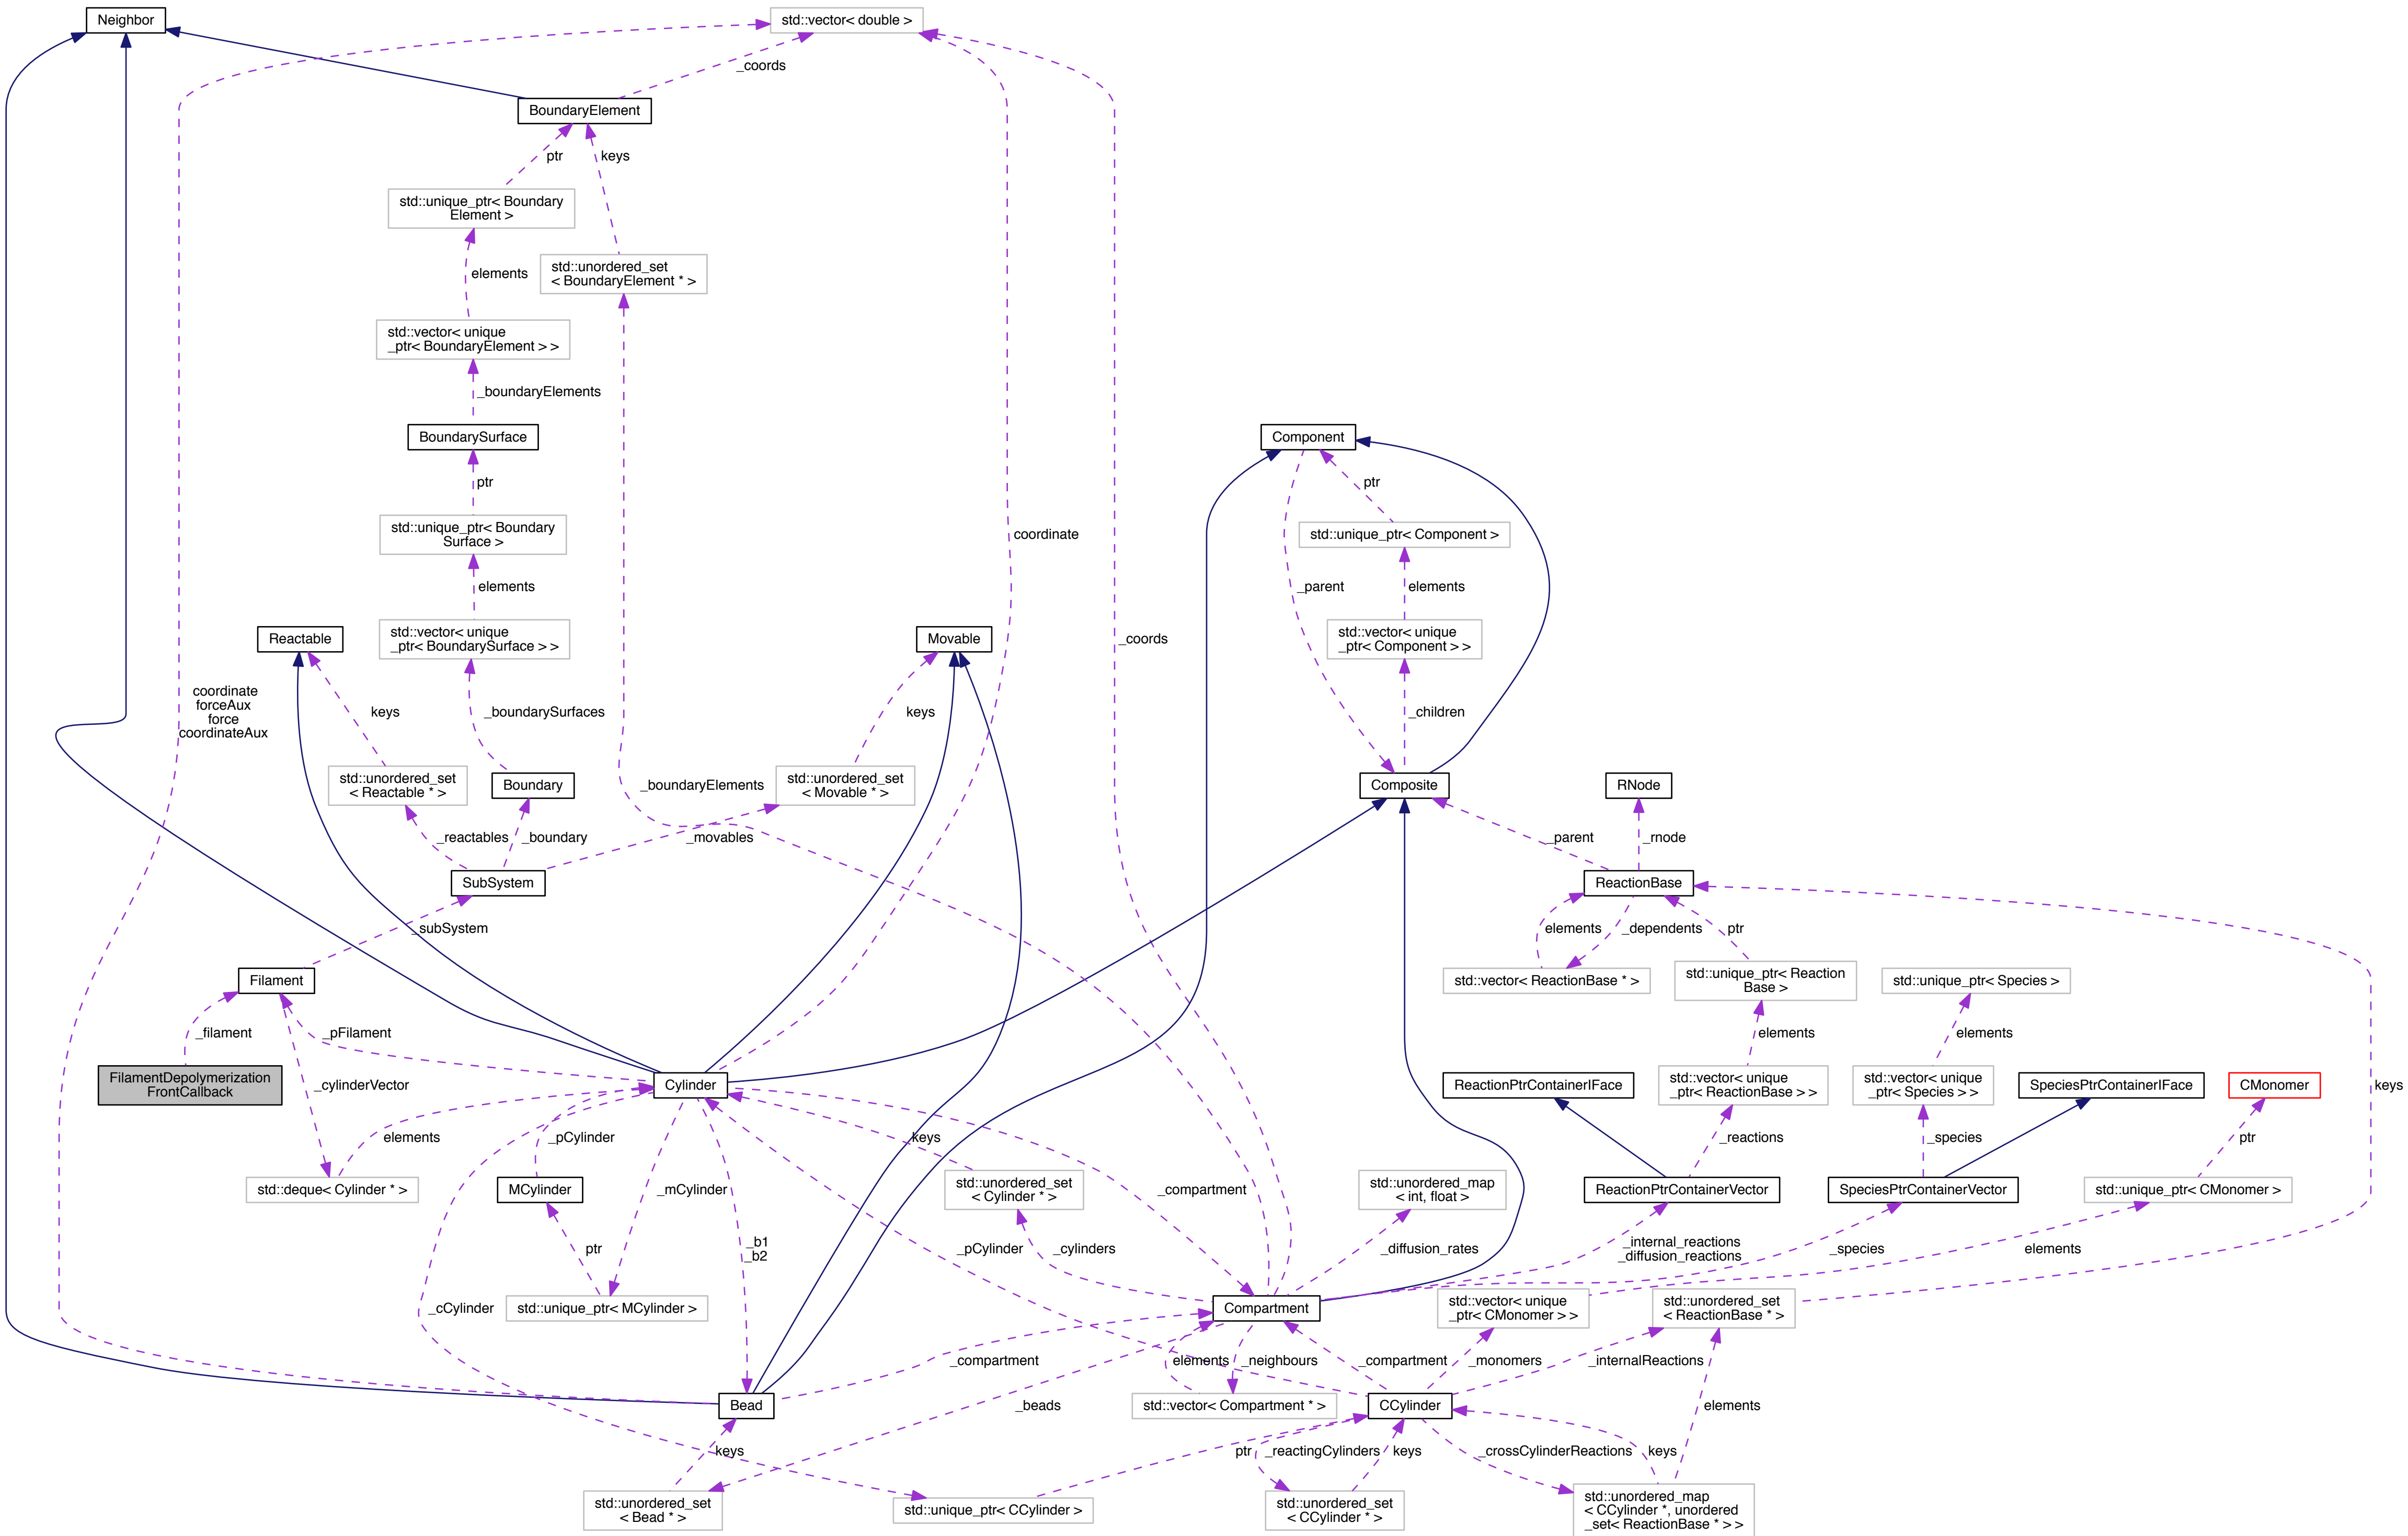 Neighbor
std::vector< double >
_coords
BoundaryElement
ptr
keys
std::unique_ptr< Boundary
Element >
std::unordered_set
< BoundaryElement * >
elements
std::vector< unique
_ptr< BoundaryElement > >
_boundaryElements
BoundarySurface
Component
ptr
ptr
std::unique_ptr< Boundary
Surface >
coordinate
std::unique_ptr< Component >
elements
_parent
elements
Reactable
std::vector< unique
_ptr< BoundarySurface > >
Movable
_coords
std::vector< unique
_ptr< Component > >
coordinate
forceAux
force
coordinateAux
keys
_boundarySurfaces
keys
_children
std::unordered_set
< Reactable * >
Boundary
_boundaryElements
std::unordered_set
< Movable * >
Composite
RNode
_reactables
_boundary
_movables
_parent
_rnode
SubSystem
ReactionBase
_subSystem
elements
_dependents
ptr
Filament
std::vector< ReactionBase * >
std::unique_ptr< Reaction
Base >
std::unique_ptr< Species >
_filament
_pFilament
elements
elements
FilamentDepolymerization
FrontCallback
_cylinderVector
Cylinder
ReactionPtrContainerIFace
std::vector< unique
_ptr< ReactionBase > >
std::vector< unique
_ptr< Species > >
SpeciesPtrContainerIFace
CMonomer
keys
elements
_pCylinder
keys
_reactions
_species
ptr
std::deque< Cylinder * >
MCylinder
_mCylinder
std::unordered_set
< Cylinder * >
_compartment
std::unordered_map
< int, float >
ReactionPtrContainerVector
SpeciesPtrContainerVector
std::unique_ptr< CMonomer >
ptr
_b1
_b2
_pCylinder
_cylinders
_diffusion_rates
_internal_reactions
_diffusion_reactions
_species
elements
_cCylinder
std::unique_ptr< MCylinder >
Compartment
std::vector< unique
_ptr< CMonomer > >
std::unordered_set
< ReactionBase * >
_compartment
elements
_neighbours
_compartment
_monomers
_internalReactions
Bead
_beads
std::vector< Compartment * >
CCylinder
elements
keys
ptr
_reactingCylinders
keys
_crossCylinderReactions
keys
std::unordered_set
< Bead * >
std::unique_ptr< CCylinder >
std::unordered_set
< CCylinder * >
std::unordered_map
< CCylinder *, unordered
_set< ReactionBase * > >